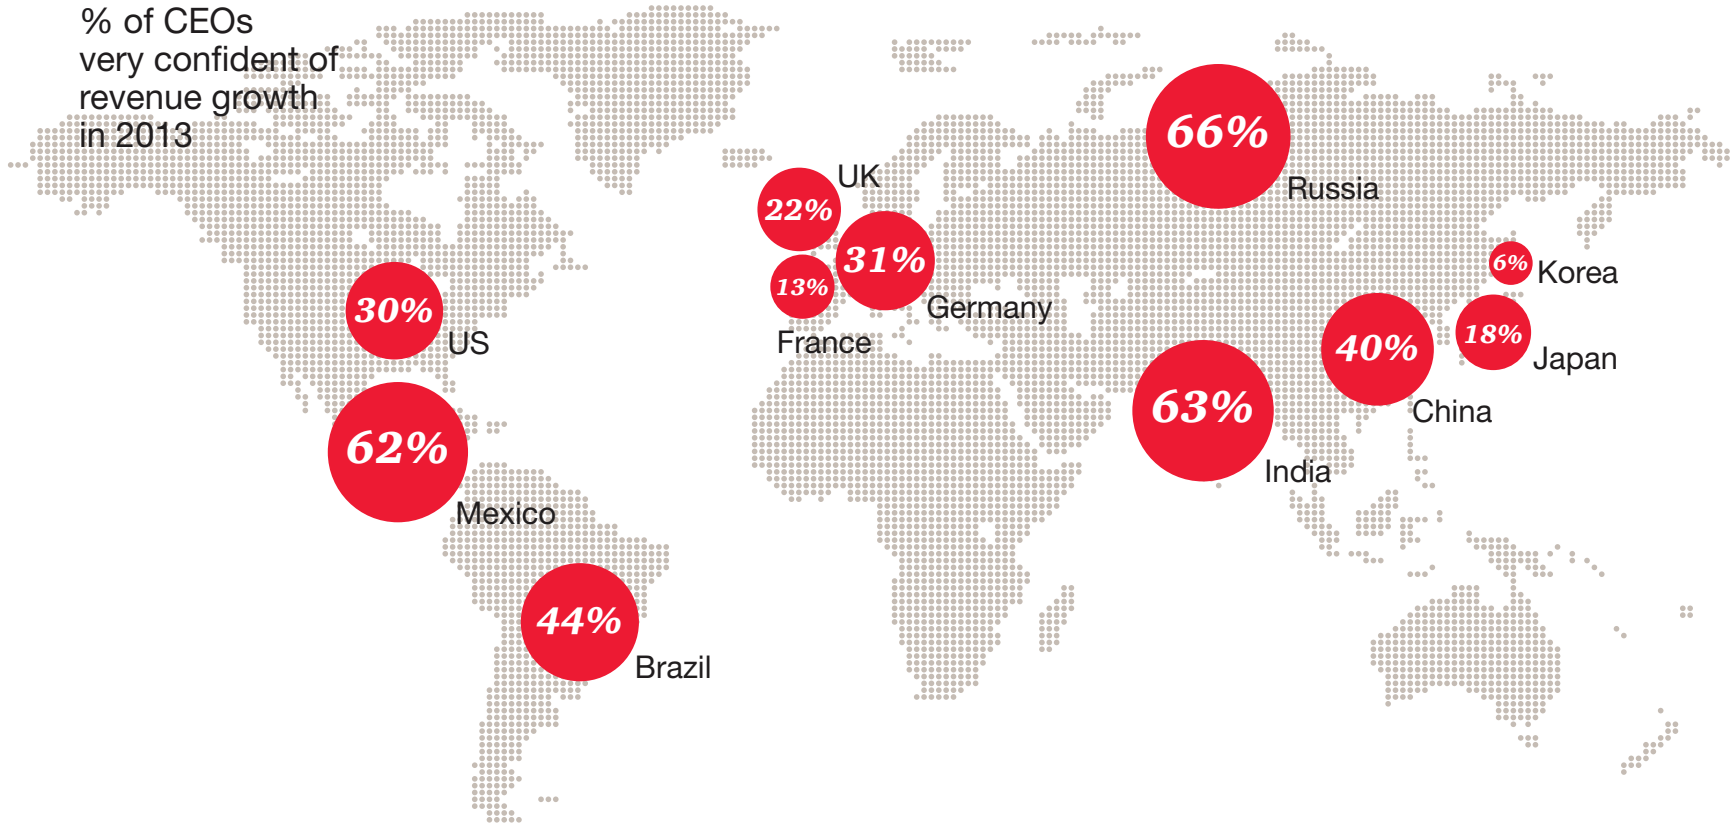 % of CEOs
very confident of
revenue growth
in 2013
66%
Russia
UK
22%
31%
Germany
13%
France
6%
Korea
30%
US
40%
China
18%
Japan
63%
India
62%
Mexico
44%
Brazil